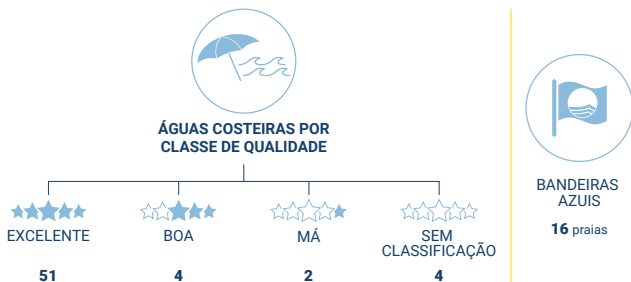 ÁGUAS COSTEIRAS POR
CLASSE DE QUALIDADE
EXCELENTE
51
BOA
4
MÁ
2
SEM
CLASSIFICAÇÃO
4
BANDEIRAS
AZUIS
16 praias